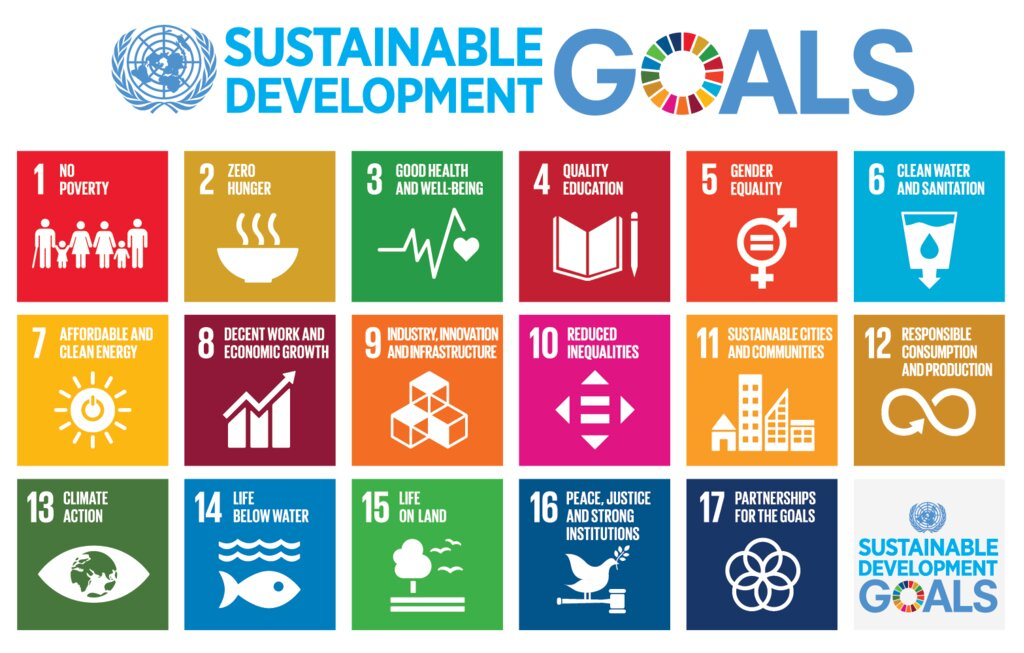 SUSTAINABLE
DEVELOPMENT
GOALS
1 NO
POVERTY
2 ZERO
HUNGER
3 GOOD HEALTH
AND WELL-BEING
4 QUALITY
EDUCATION
5 GENDER
EQUALITY
6 CLEAN WATER
AND SANITATION
7 AFFORDABLE AND
CLEAN ENERGY
8 DECENT WORK AND
ECONOMIC GROWTH
9 INDUSTRY, INNOVATION
AND INFRASTRUCTURE
10 REDUCED
INEQUALITIES
11 SUSTAINABLE CITIES
AND COMMUNITIES
12 RESPONSIBLE
CONSUMPTION
AND PRODUCTION
13 CLIMATE
ACTION
14 LIFE
BELOW WATER
15 LIFE
ON LAND
16 PEACE, JUSTICE
AND STRONG
INSTITUTIONS
17 PARTNERSHIPS
FOR THE GOALS
SUSTAINABLE
DEVELOPMENT
GOALS